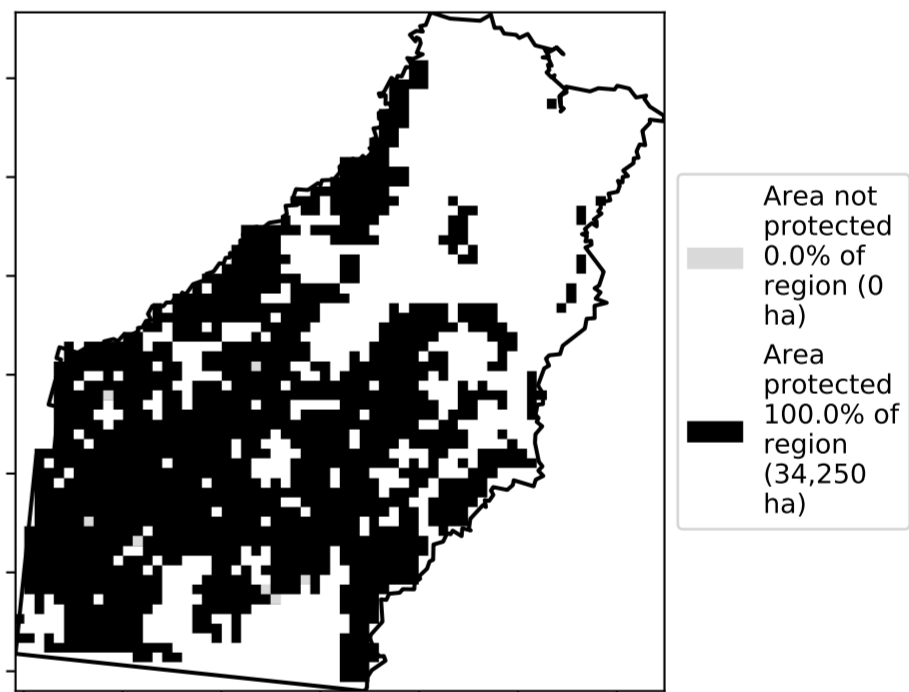 Area not
protected
0.0% of
region (0
ha)
Area
protected
100.0% of
region
(34,250
ha)